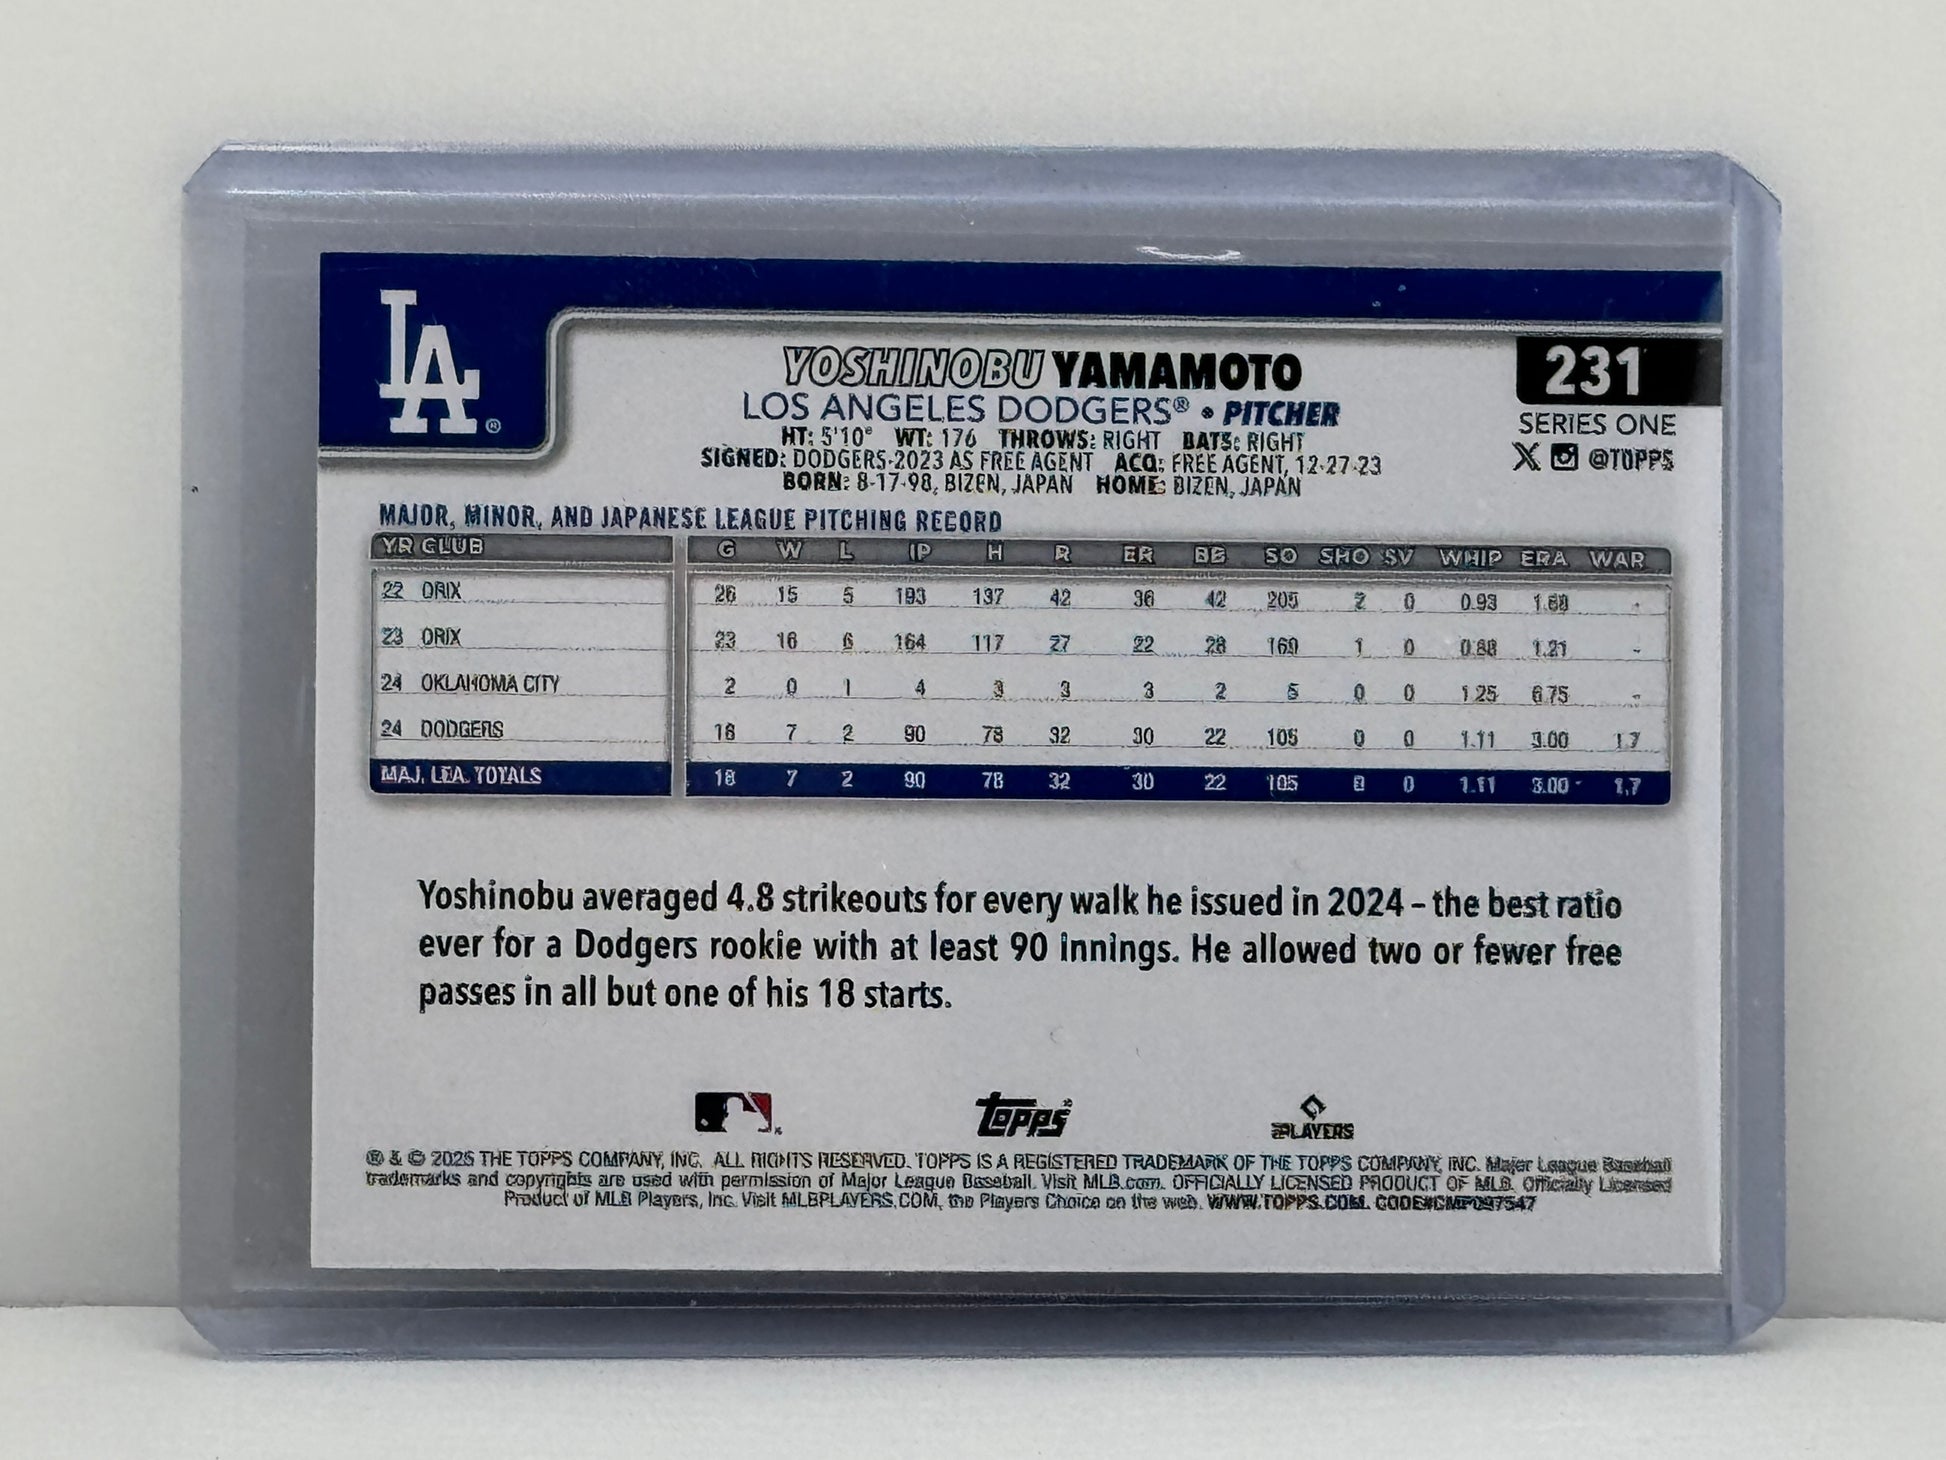 LA®
YOSHINOBU YAMAMOTO
231
LOS ANGELES DODGERS® • PITCHER
SERIES ONE
HT: 5'10" WT: 176 THROWS: RIGHT BATS: RIGHT
X @TOPPS
SIGNED: DODGERS-2023 AS FREE AGENT ACQ: FREE AGENT, 12-27-23
BORN: 8-17-98, BIZEN, JAPAN HOME: BIZEN, JAPAN
MAJOR, MINOR, AND JAPANESE LEAGUE PITCHING RECORD
YR CLUB G W L IP H R ER BB SO SHO SV WHIP ERA WAR
22 ORIX 26 15 5 193 137 42 36 42 205 2 0 0.93 1.68 -
23 ORIX 23 16 6 164 117 27 22 28 169 1 0 0.88 1.21 -
24 OKLAHOMA CITY 2 0 1 4 3 3 3 2 5 0 0 1.25 6.75 -
24 DODGERS 18 7 2 90 78 32 30 22 105 0 0 1.11 3.00 1.7
MAJ. LEA. TOTALS 18 7 2 90 78 32 30 22 105 0 0 1.11 3.00 1.7
Yoshinobu averaged 4.8 strikeouts for every walk he issued in 2024 – the best ratio
ever for a Dodgers rookie with at least 90 innings. He allowed two or fewer free
passes in all but one of his 18 starts.
topps
PLAYERS
® & © 2025 THE TOPPS COMPANY, INC. ALL RIGHTS RESERVED. TOPPS IS A REGISTERED TRADEMARK OF THE TOPPS COMPANY, INC. Major League Baseball
trademarks and copyrights are used with permission of Major League Baseball. Visit MLB.com. OFFICIALLY LICENSED PRODUCT OF MLB. Officially Licensed
Product of MLB Players, Inc. Visit MLBPLAYERS.COM, the Players Choice on the web. WWW.TOPPS.COM. CODE#CMP097547